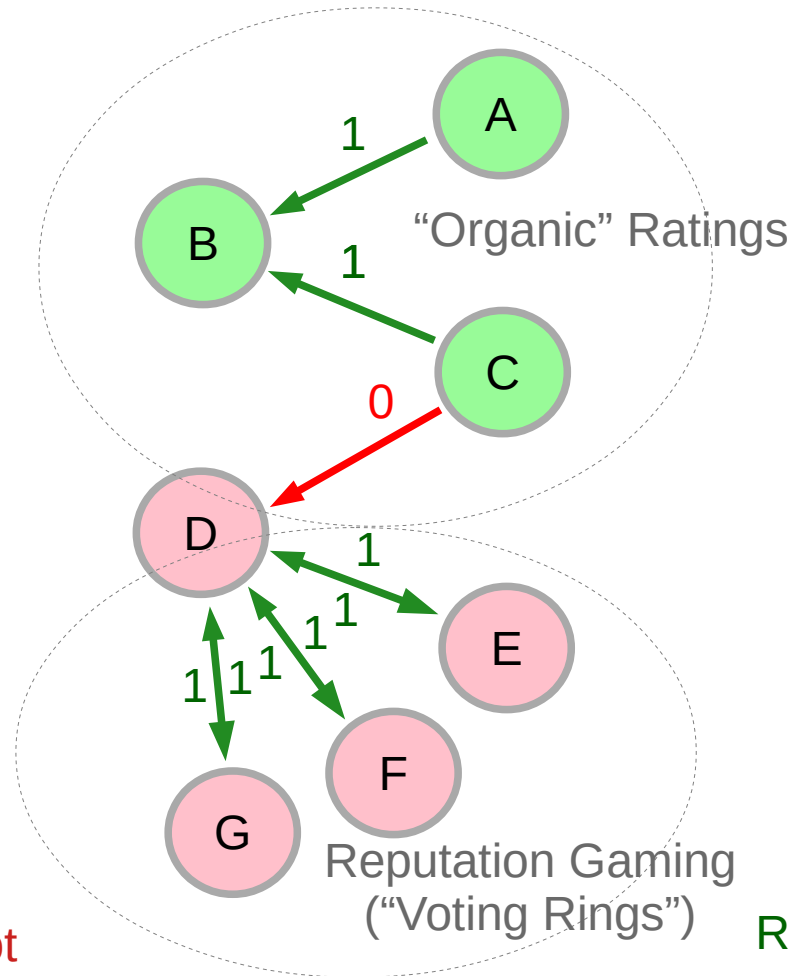 A
1
“Organic” Ratings
B
1
C
0
D
1
1
E
1
1
1
1
F
G
Reputation Gaming
(“Voting Rings”)
R